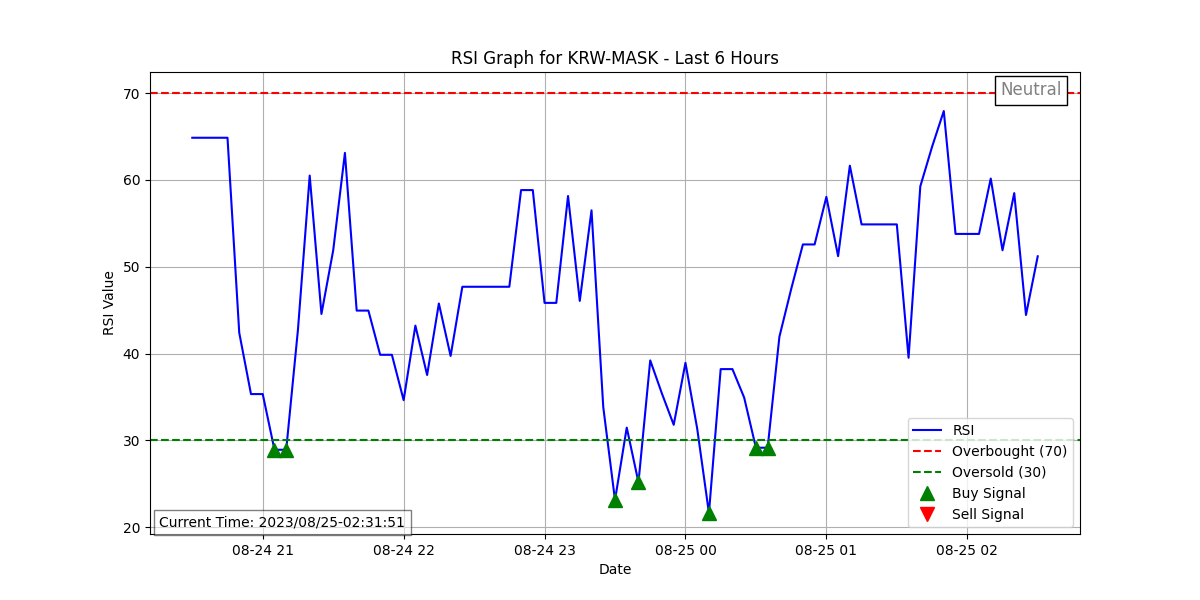 RSI Graph for KRW-MASK - Last 6 Hours
Neutral
70
60
50
40
30
20
RSI Value
RSI
Overbought (70)
Oversold (30)
Buy Signal
Sell Signal
Current Time: 2023/08/25-02:31:51
08-24 21
08-24 22
08-24 23
08-25 00
08-25 01
08-25 02
Date